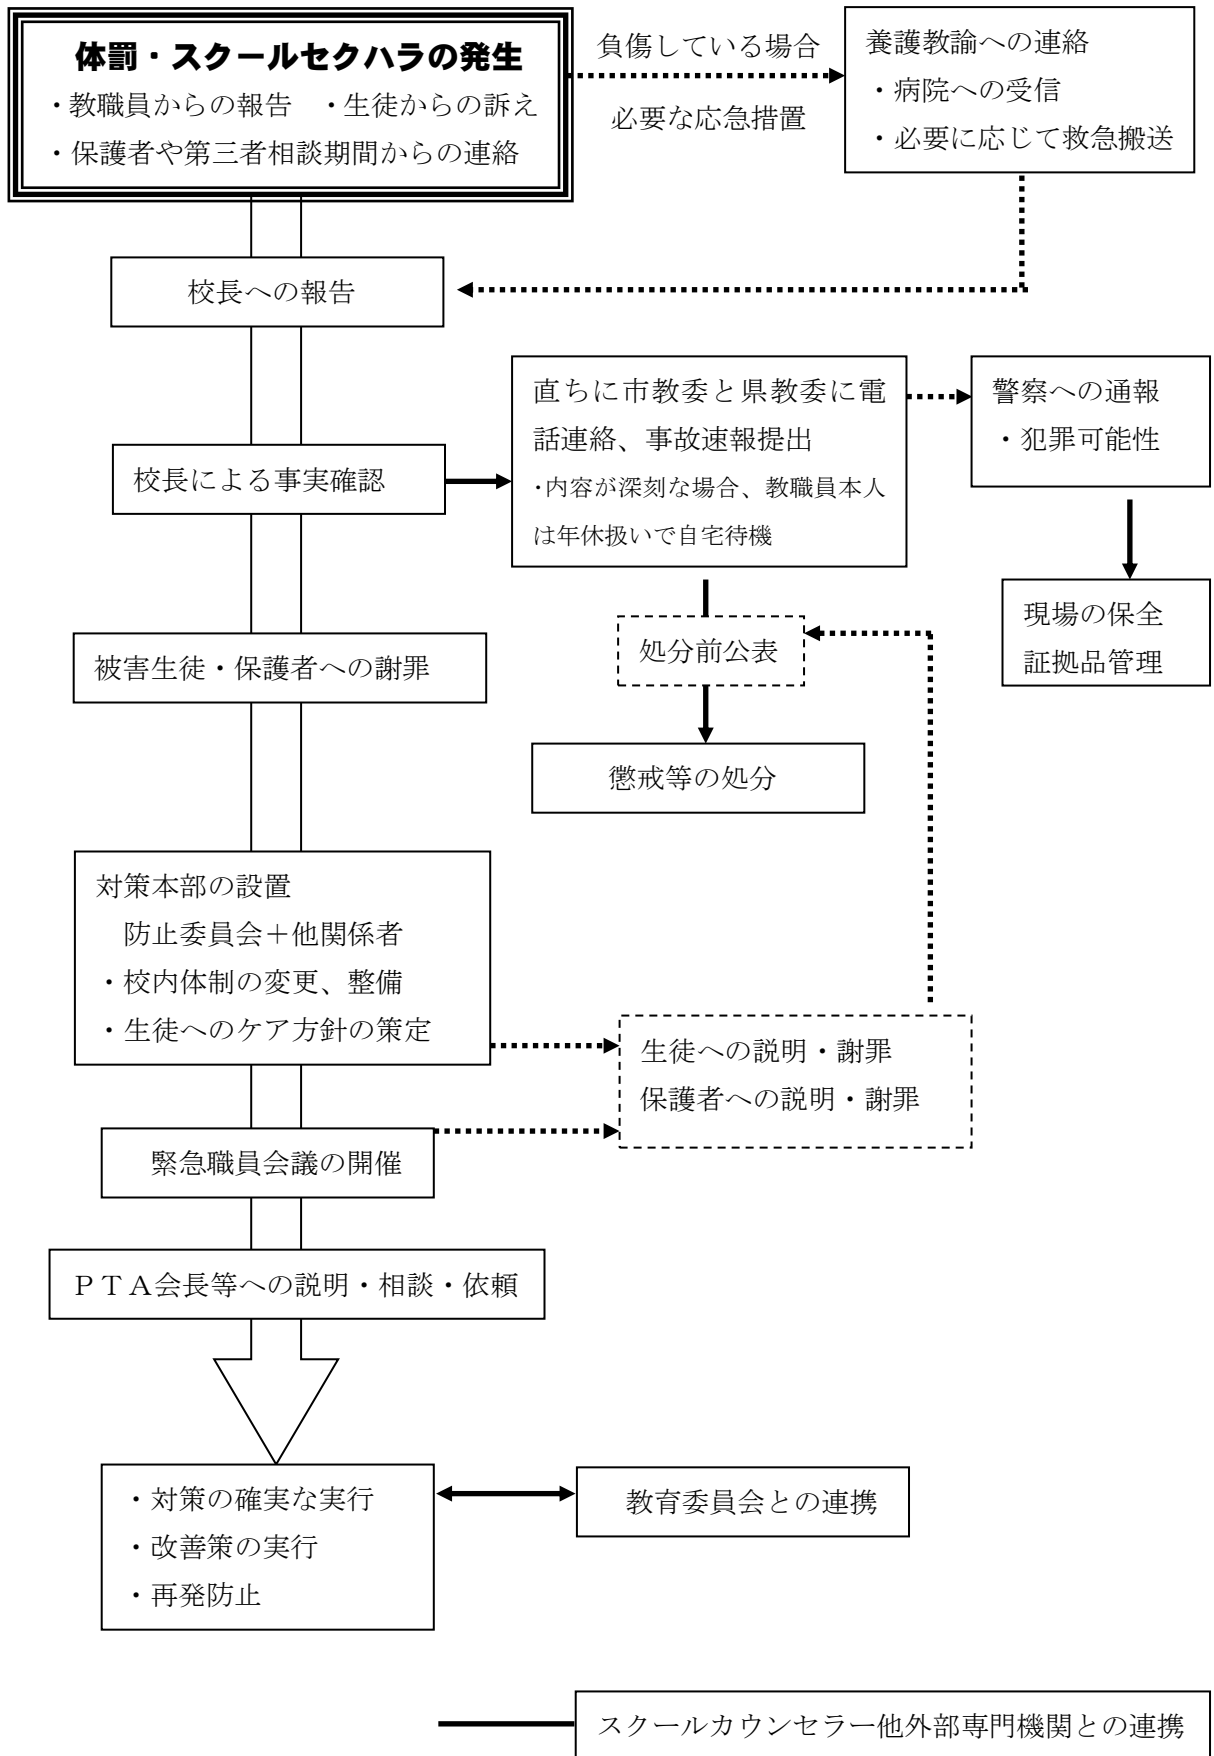 体罰・スクールセクハラの発生
・教職員からの報告　・生徒からの訴え
・保護者や第三者相談期間からの連絡
負傷している場合
必要な応急措置
養護教諭への連絡
・病院への受信
・必要に応じて救急搬送
校長への報告
校長による事実確認
直ちに市教委と県教委に電
話連絡、事故速報提出
・内容が深刻な場合、教職員本人
は年休扱いで自宅待機
警察への通報
・犯罪可能性
現場の保全
証拠品管理
被害生徒・保護者への謝罪
処分前公表
懲戒等の処分
対策本部の設置
防止委員会＋他関係者
・校内体制の変更、整備
・生徒へのケア方針の策定
生徒への説明・謝罪
保護者への説明・謝罪
緊急職員会議の開催
ＰＴＡ会長等への説明・相談・依頼
・対策の確実な実行
・改善策の実行
・再発防止
教育委員会との連携
スクールカウンセラー他外部専門機関との連携